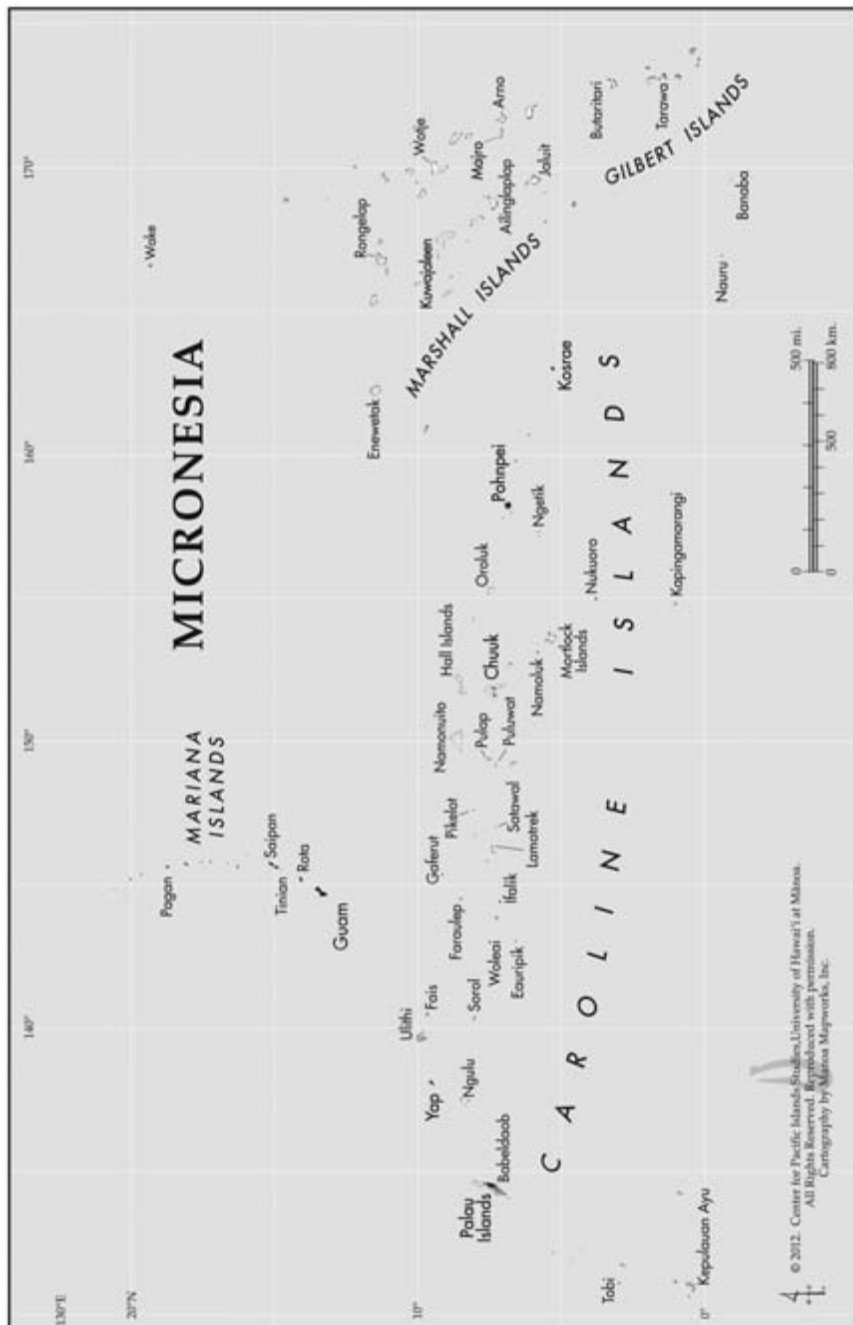 MICRONESIA
130°E
140°
150°
160°
170°
20°N
10°
0°
MARIANA
ISLANDS
Pagan
Saipan
Tinian
Rota
Guam
Wake
Enewetak
Rongelap
Kuwajaleen
Wotje
Majro
Arno
Ailinglaplap
Jaluit
MARSHALL ISLANDS
Butaritari
Tarawa
GILBERT ISLANDS
Banaba
Nauru
Ulithi
Yap
Fais
Ngulu
Sorol
Palau
Islands
Babeldaob
Faraulep
Gaferut
Woleai
Eauripik
Ifalik
Pikelot
Satawal
Lamotrek
Namonuito
Pulap
Puluwat
Hall Islands
Chuuk
Namoluk
Mortlock
Islands
Oroluk
Pohnpei
Ngetik
Nukuoro
Kosrae
Kapingamarangi
CAROLINE ISLANDS
Tobi
Kepulauan Ayu
0 500 mi.
0 500 800 km.
© 2012. Center for Pacific Islands Studies,University of Hawai'i at Mānoa.
All Rights Reserved. Reproduced with permission.
Cartography by Manoa Mapworks, Inc.